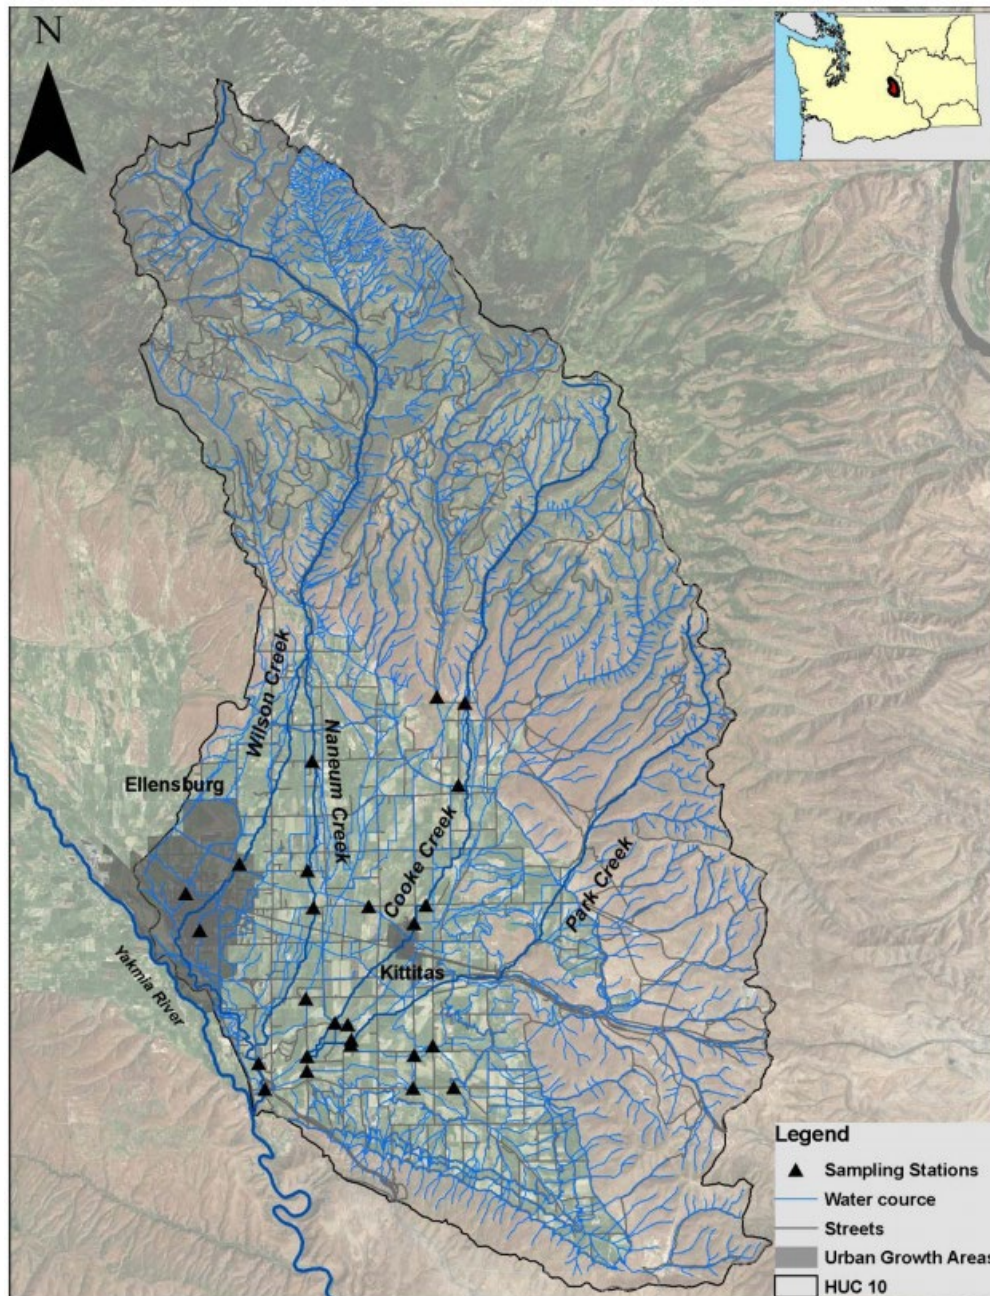 N
Wilson Creek
Naneum Creek
Ellensburg
Cooke Creek
Park Creek
Kittitas
Yakmia River
Legend
Sampling Stations
Water cource
Streets
Urban Growth Areas
HUC 10